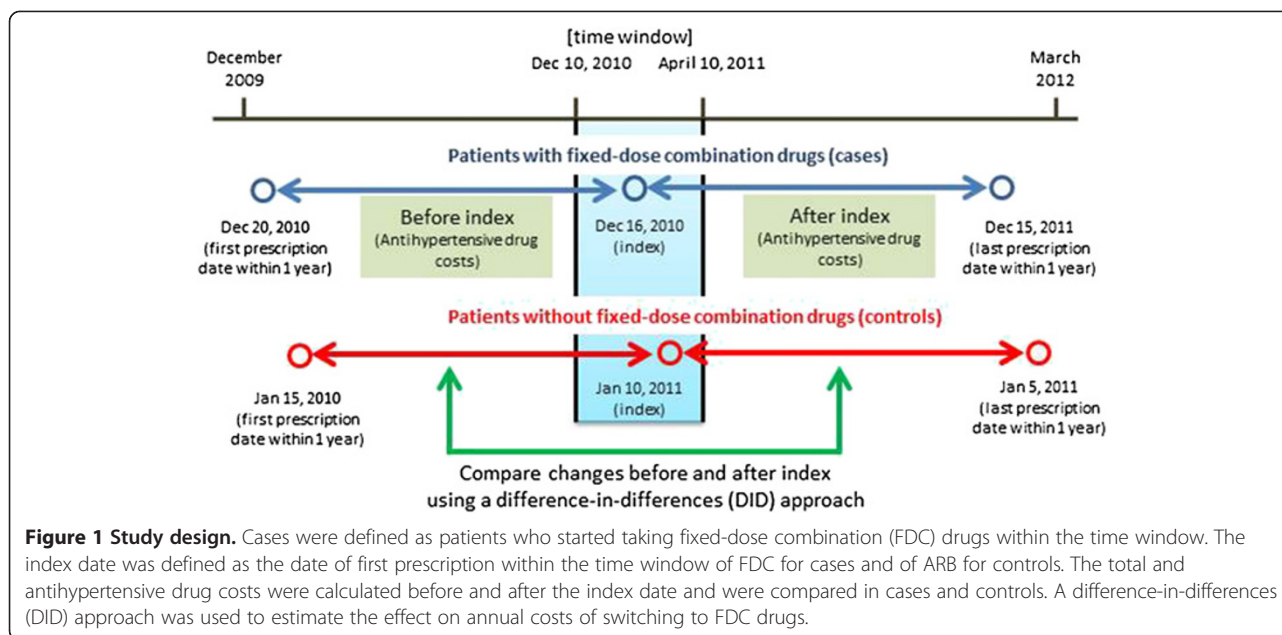 [time window]
December
2009
Dec 10, 2010
April 10, 2011
March
2012
Patients with fixed-dose combination drugs (cases)
Dec 20, 2010
(first prescription
date within 1 year)
Before index
(Antihypertensive drug
costs)
Dec 16, 2010
(index)
After index
(Antihypertensive drug
costs)
Dec 15, 2011
(last prescription
date within 1 year)
Patients without fixed-dose combination drugs (controls)
Jan 15, 2010
(first prescription
date within 1 year)
Jan 10, 2011
(index)
Jan 5, 2011
(last prescription
date within 1 year)
Compare changes before and after index
using a difference-in-differences (DID) approach
Figure 1 Study design. Cases were defined as patients who started taking fixed-dose combination (FDC) drugs within the time window. The
index date was defined as the date of first prescription within the time window of FDC for cases and of ARB for controls. The total and
antihypertensive drug costs were calculated before and after the index date and were compared in cases and controls. A difference-in-differences
(DID) approach was used to estimate the effect on annual costs of switching to FDC drugs.